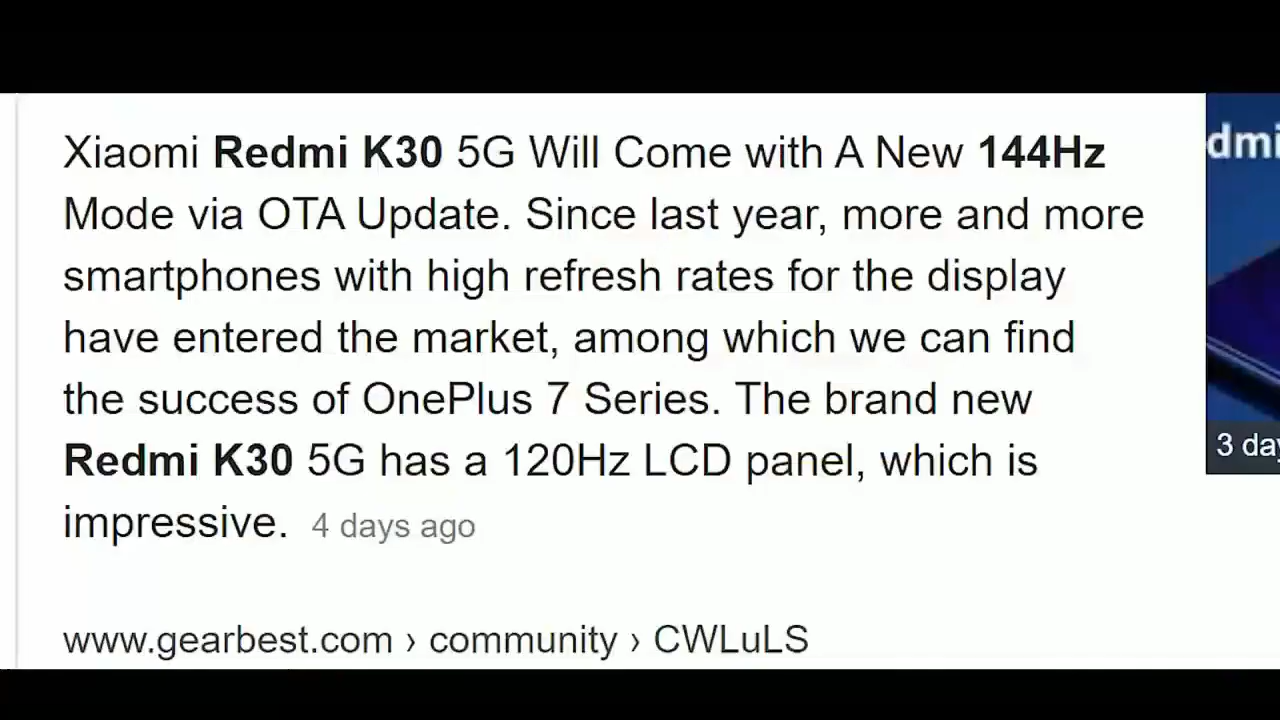 Xiaomi Redmi K30 5G Will Come with A New 144Hz
Mode via OTA Update. Since last year, more and more
smartphones with high refresh rates for the display
have entered the market, among which we can find
the success of OnePlus 7 Series. The brand new
Redmi K30 5G has a 120Hz LCD panel, which is
impressive. 4 days ago
www.gearbest.com › community › CWLuLS
dmi
3 day